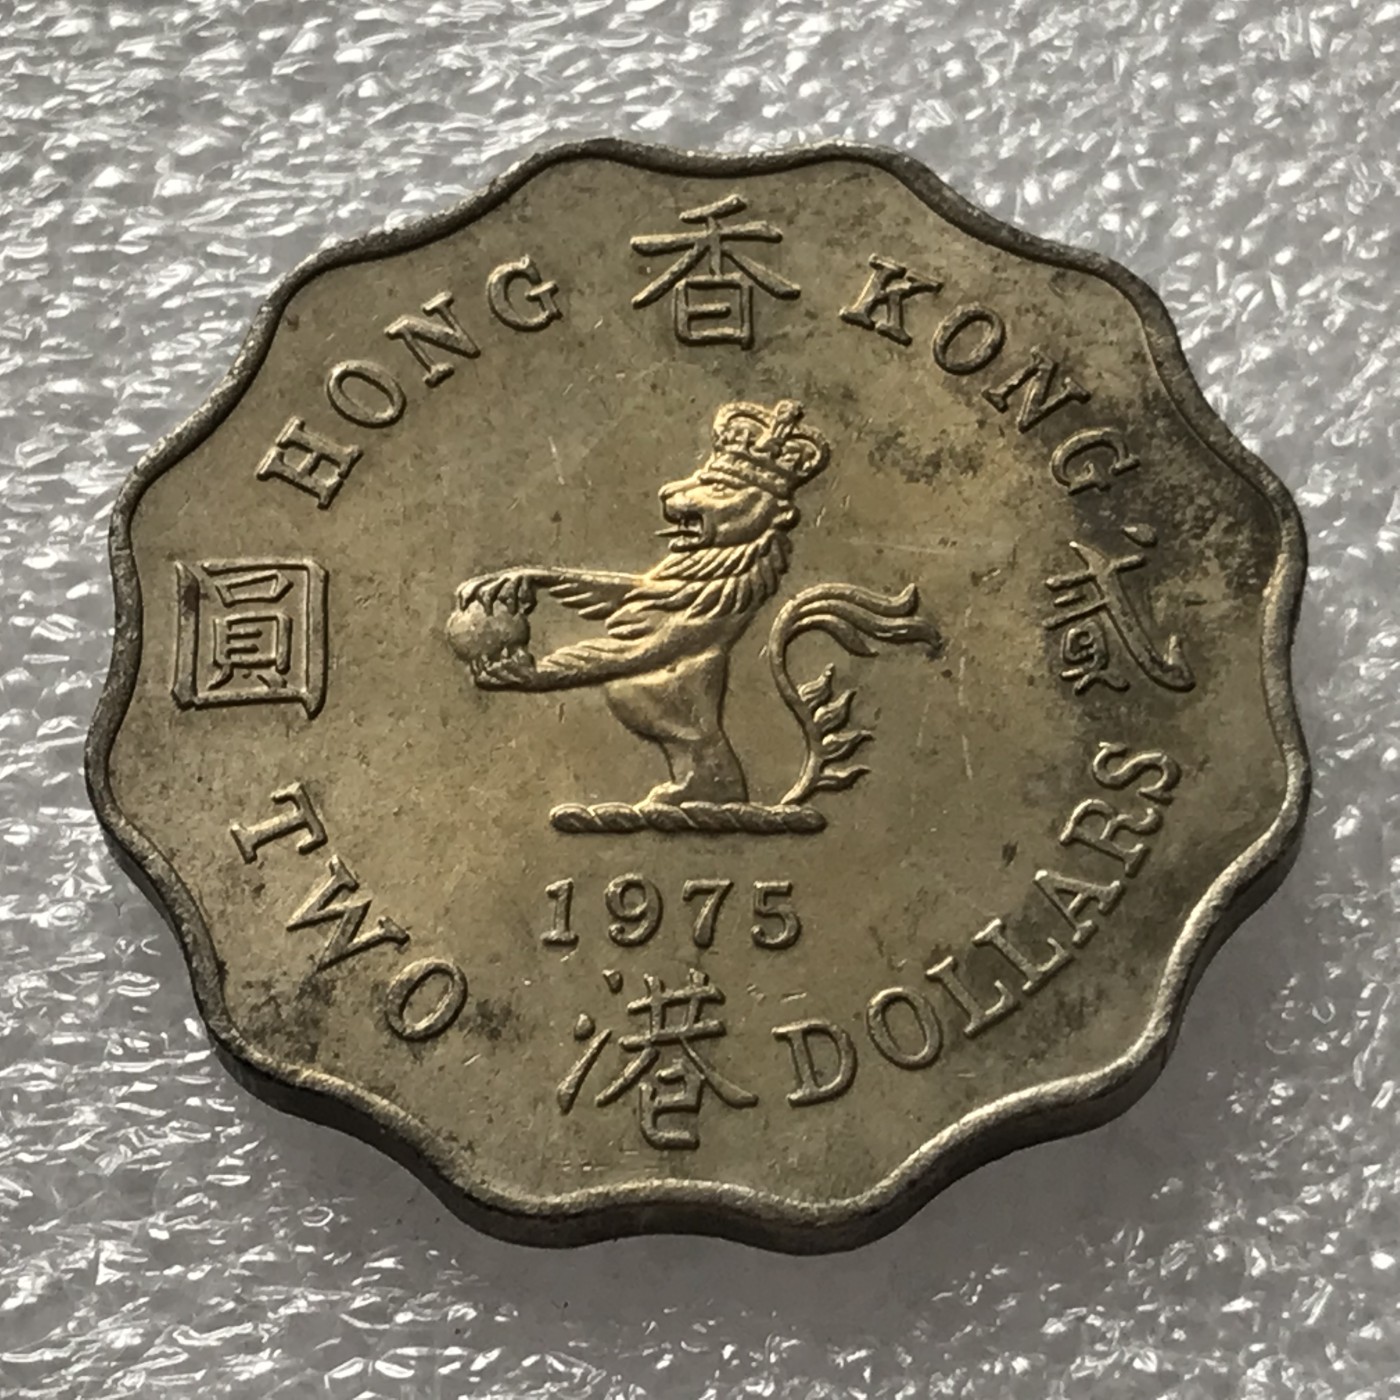 HONG KONG
TWO DOLLARS
香港
貳圓
1975